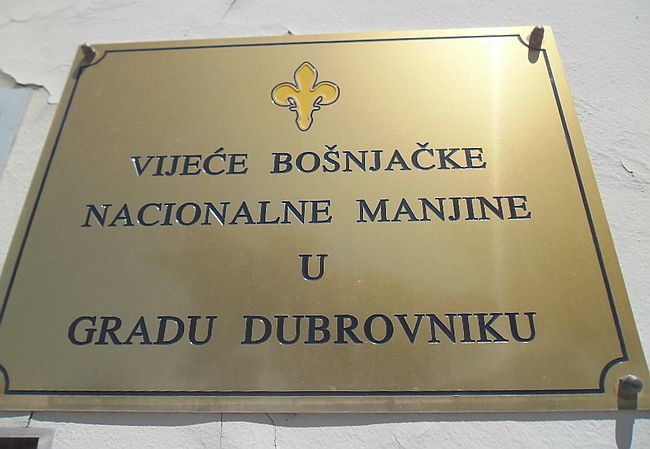 VIJEĆE BOŠNJAČKE
NACIONALNE MANJINE
U
GRADU DUBROVNIKU